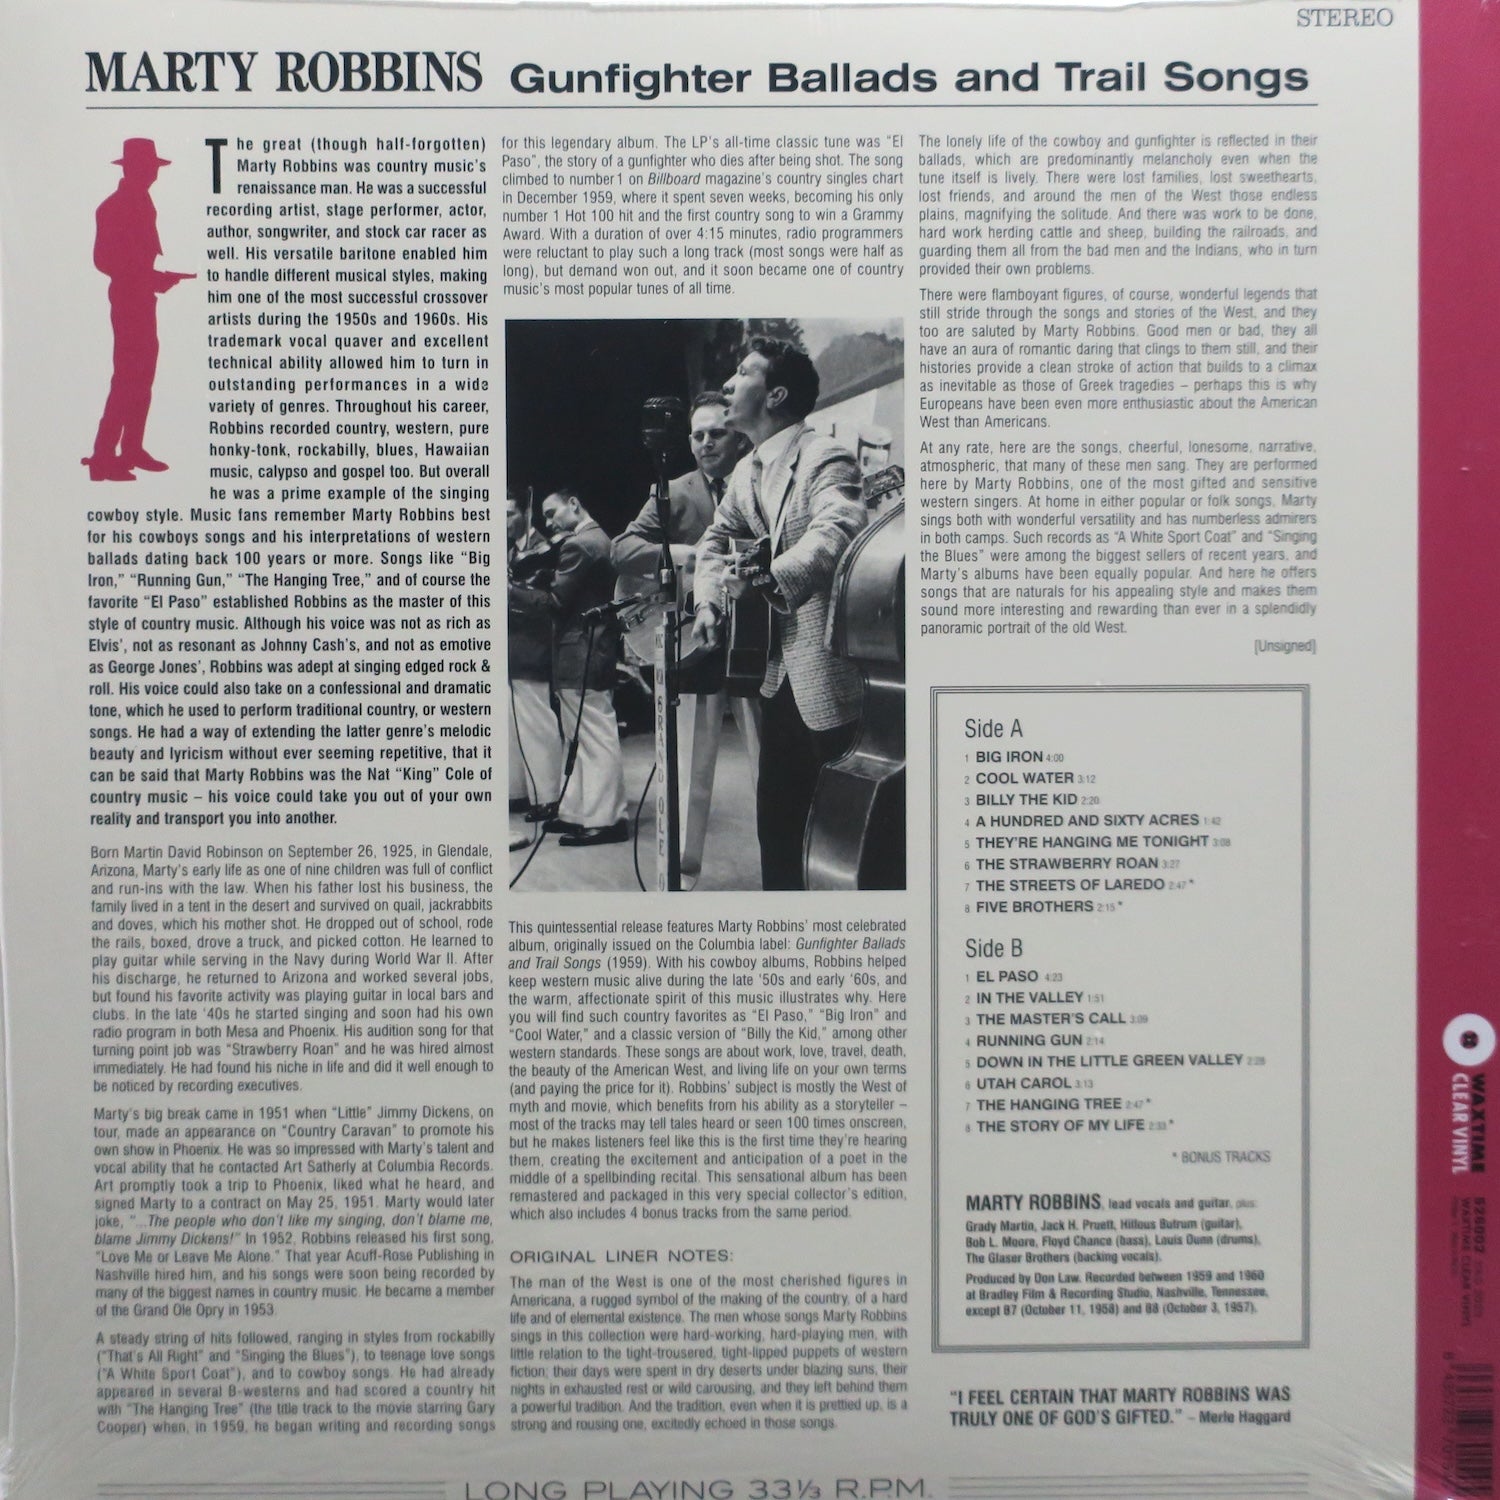 STEREO
MARTY ROBBINS Gunfighter Ballads and Trail Songs
The great (though half-forgotten)
Marty Robbins was country music's
renaissance man. He was a successful
recording artist, stage performer, actor,
author, songwriter, and stock car racer as
well. His versatile baritone enabled him
to handle different musical styles, making
him one of the most successful crossover
artists during the 1950s and 1960s. His
trademark vocal quaver and excellent
technical ability allowed him to turn in
outstanding performances in a wide
variety of genres. Throughout his career,
Robbins recorded country, western, pure
honky-tonk, rockabilly, blues, Hawaiian
music, calypso and gospel too. But overall
he was a prime example of the singing
cowboy style. Music fans remember Marty Robbins best
for his cowboys songs and his interpretations of western
ballads dating back 100 years or more. Songs like “Big
Iron,” “Running Gun,” “The Hanging Tree,” and of course the
favorite “El Paso” established Robbins as the master of this
style of country music. Although his voice was not as rich as
Elvis’, not as resonant as Johnny Cash's, and not as emotive
as George Jones’, Robbins was adept at singing edged rock &
roll. His voice could also take on a confessional and dramatic
tone, which he used to perform traditional country, or western
songs. He had a way of extending the latter genre's melodic
beauty and lyricism without ever seeming repetitive, that it
can be said that Marty Robbins was the Nat “King” Cole of
country music – his voice could take you out of your own
reality and transport you into another.
Born Martin David Robinson on September 26, 1925, in Glendale,
Arizona, Marty's early life as one of nine children was full of conflict
and run-ins with the law. When his father lost his business, the
family lived in a tent in the desert and survived on quail, jackrabbits
and doves, which his mother shot. He dropped out of school, rode
the rails, boxed, drove a truck, and picked cotton. He learned to
play guitar while serving in the Navy during World War II. After
his discharge, he returned to Arizona and worked several jobs,
but found his favorite activity was playing guitar in local bars and
clubs. In the late ‘40s he started singing and soon had his own
radio program in both Mesa and Phoenix. His audition song for that
turning point job was “Strawberry Roan” and he was hired almost
immediately. He had found his niche in life and did it well enough to
be noticed by recording executives.
Marty's big break came in 1951 when “Little” Jimmy Dickens, on
tour, made an appearance on “Country Caravan” to promote his
own show in Phoenix. He was so impressed with Marty's talent and
vocal ability that he contacted Art Satherly at Columbia Records.
Art promptly took a trip to Phoenix, liked what he heard, and
signed Marty to a contract on May 25, 1951. Marty would later
joke, “...The people who don't like my singing, don't blame me,
blame Jimmy Dickens!” In 1952, Robbins released his first song,
“Love Me or Leave Me Alone.” That year Acuff-Rose Publishing in
Nashville hired him, and his songs were soon being recorded by
many of the biggest names in country music. He became a member
of the Grand Ole Opry in 1953.
A steady string of hits followed, ranging in styles from rockabilly
(“That's All Right” and “Singing the Blues”), to teenage love songs
(“A White Sport Coat”), and to cowboy songs. He had already
appeared in several B-westerns and had scored a country hit
with “The Hanging Tree” (the title track to the movie starring Gary
Cooper) when, in 1959, he began writing and recording songs
for this legendary album. The LP's all-time classic tune was “El
Paso”, the story of a gunfighter who dies after being shot. The song
climbed to number 1 on Billboard magazine's country singles chart
in December 1959, where it spent seven weeks, becoming his only
number 1 Hot 100 hit and the first country song to win a Grammy
Award. With a duration of over 4:15 minutes, radio programmers
were reluctant to play such a long track (most songs were half as
long), but demand won out, and it soon became one of country
music's most popular tunes of all time.
GRAND OLE O
This quintessential release features Marty Robbins’ most celebrated
album, originally issued on the Columbia label: Gunfighter Ballads
and Trail Songs (1959). With his cowboy albums, Robbins helped
keep western music alive during the late ‘50s and early ‘60s, and
the warm, affectionate spirit of this music illustrates why. Here
you will find such country favorites as “El Paso,” “Big Iron” and
“Cool Water,” and a classic version of “Billy the Kid,” among other
western standards. These songs are about work, love, travel, death,
the beauty of the American West, and living life on your own terms
(and paying the price for it). Robbins’ subject is mostly the West of
myth and movie, which benefits from his ability as a storyteller –
most of the tracks may tell tales heard or seen 100 times onscreen,
but he makes listeners feel like this is the first time they're hearing
them, creating the excitement and anticipation of a poet in the
middle of a spellbinding recital. This sensational album has been
remastered and packaged in this very special collector's edition,
which also includes 4 bonus tracks from the same period.
ORIGINAL LINER NOTES:
The man of the West is one of the most cherished figures in
Americana, a rugged symbol of the making of the country, of a hard
life and of elemental existence. The men whose songs Marty Robbins
sings in this collection were hard-working, hard-playing men, with
little relation to the tight-trousered, tight-lipped puppets of western
fiction; their days were spent in dry deserts under blazing suns, their
nights in exhausted rest or wild carousing, and they left behind them
a powerful tradition. And the tradition, even when it is prettied up, is a
strong and rousing one, excitedly echoed in those songs.
The lonely life of the cowboy and gunfighter is reflected in their
ballads, which are predominantly melancholy even when the
tune itself is lively. There were lost families, lost sweethearts,
lost friends, and around the men of the West those endless
plains, magnifying the solitude. And there was work to be done,
hard work herding cattle and sheep, building the railroads, and
guarding them all from the bad men and the Indians, who in turn
provided their own problems.
There were flamboyant figures, of course, wonderful legends that
still stride through the songs and stories of the West, and they
too are saluted by Marty Robbins. Good men or bad, they all
have an aura of romantic daring that clings to them still, and their
histories provide a clean stroke of action that builds to a climax
as inevitable as those of Greek tragedies – perhaps this is why
Europeans have been even more enthusiastic about the American
West than Americans.
At any rate, here are the songs, cheerful, lonesome, narrative,
atmospheric, that many of these men sang. They are performed
here by Marty Robbins, one of the most gifted and sensitive
western singers. At home in either popular or folk songs, Marty
sings both with wonderful versatility and has numberless admirers
in both camps. Such records as “A White Sport Coat” and “Singing
the Blues” were among the biggest sellers of recent years, and
Marty's albums have been equally popular. And here he offers
songs that are naturals for his appealing style and makes them
sound more interesting and rewarding than ever in a splendidly
panoramic portrait of the old West.
[Unsigned]
Side A
1 BIG IRON 4:00
2 COOL WATER 3:12
3 BILLY THE KID 2:20
4 A HUNDRED AND SIXTY ACRES 1:42
5 THEY'RE HANGING ME TONIGHT 3:08
6 THE STRAWBERRY ROAN 3:27
7 THE STREETS OF LAREDO 2:47 *
8 FIVE BROTHERS 2:15 *
Side B
1 EL PASO 4:23
2 IN THE VALLEY 1:51
3 THE MASTER'S CALL 3:09
4 RUNNING GUN 2:14
5 DOWN IN THE LITTLE GREEN VALLEY 2:28
6 UTAH CAROL 3:13
7 THE HANGING TREE 2:47 *
8 THE STORY OF MY LIFE 2:33 *
* BONUS TRACKS
MARTY ROBBINS, lead vocals and guitar, plus:
Grady Martin, Jack H. Pruett, Hillous Butrum (guitar),
Bob L. Moore, Floyd Chance (bass), Louis Dunn (drums),
The Glaser Brothers (backing vocals).
Produced by Don Law. Recorded between 1959 and 1960
at Bradley Film & Recording Studio, Nashville, Tennessee,
except B7 (October 11, 1958) and B8 (October 3, 1957).
“I FEEL CERTAIN THAT MARTY ROBBINS WAS
TRULY ONE OF GOD'S GIFTED.” – Merle Haggard
LONG PLAYING 33⅓ R.P.M.
WAXTIME
CLEAR VINYL
526002